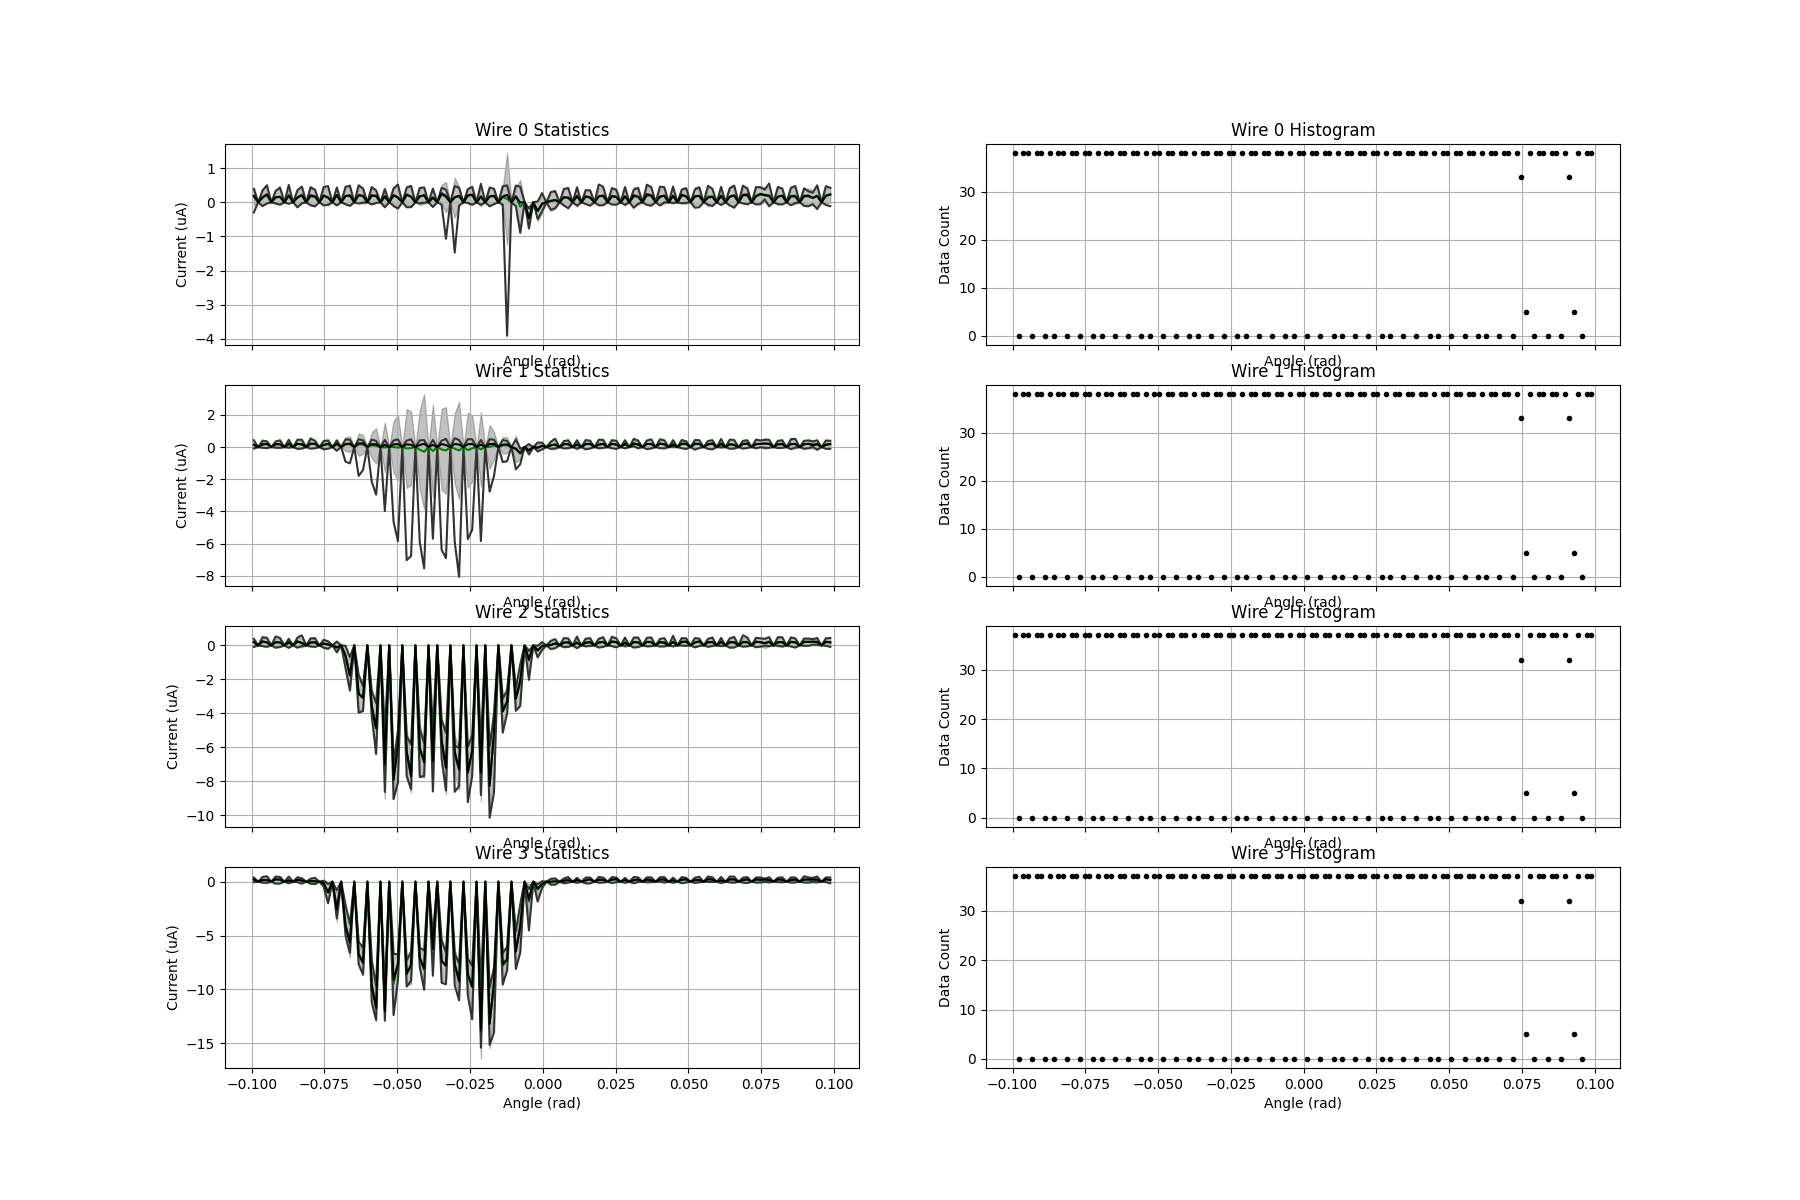 Wire 0 Statistics
Current (uA)
1
0
−1
−2
−3
−4
Angle (rad)
Wire 0 Histogram
Data Count
30
20
10
0
Angle (rad)
Wire 1 Statistics
Current (uA)
2
0
−2
−4
−6
−8
Angle (rad)
Wire 1 Histogram
Data Count
30
20
10
0
Angle (rad)
Wire 2 Statistics
Current (uA)
0
−2
−4
−6
−8
−10
Angle (rad)
Wire 2 Histogram
Data Count
30
20
10
0
Angle (rad)
Wire 3 Statistics
Current (uA)
0
−5
−10
−15
−0.100 −0.075 −0.050 −0.025 0.000 0.025 0.050 0.075 0.100
Angle (rad)
Wire 3 Histogram
Data Count
30
20
10
0
−0.100 −0.075 −0.050 −0.025 0.000 0.025 0.050 0.075 0.100
Angle (rad)